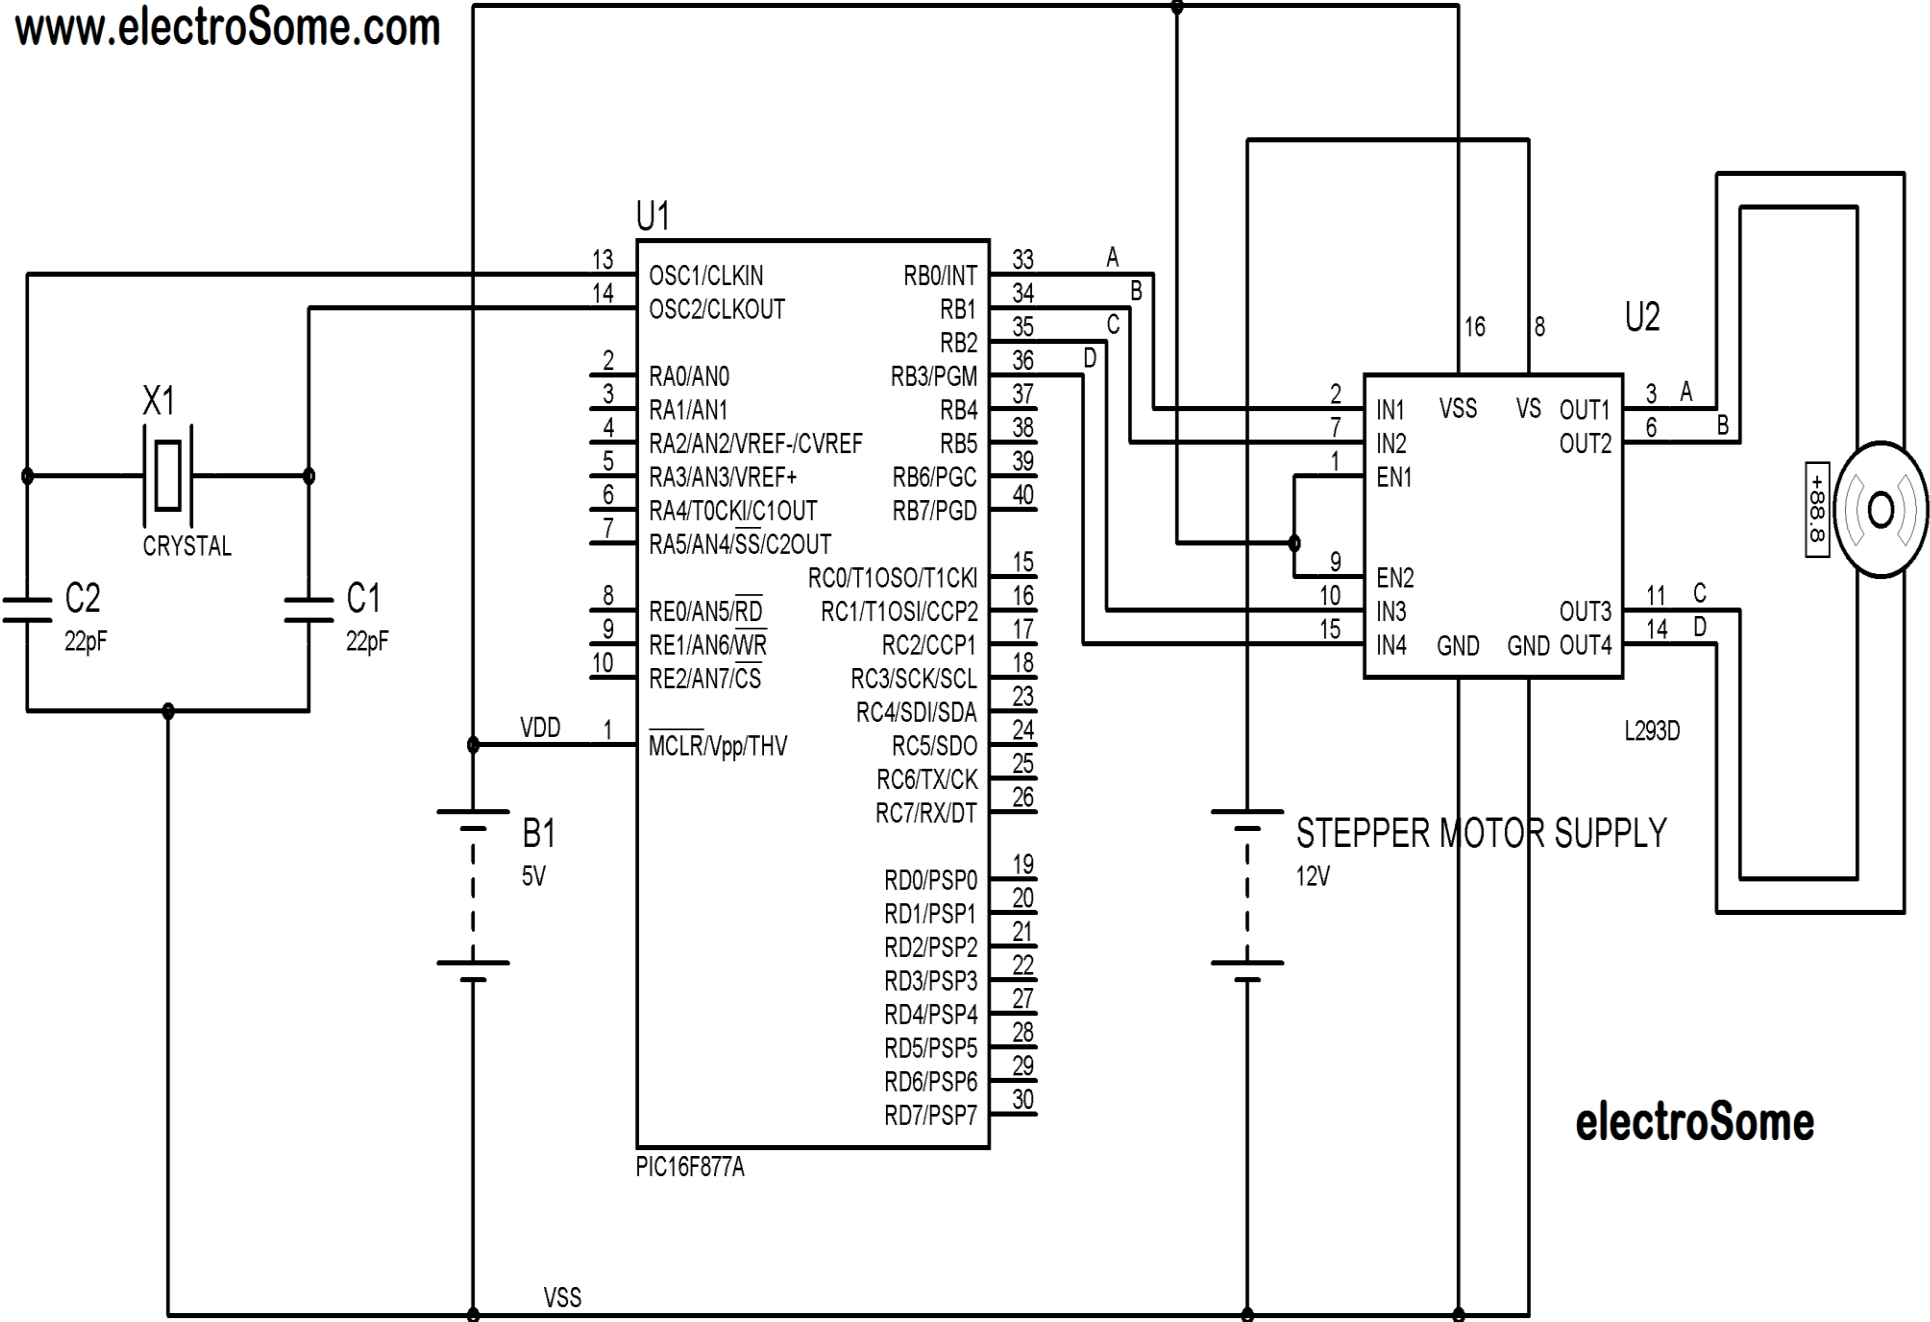 www.electroSome.com
U1
13
OSC1/CLKIN
14
OSC2/CLKOUT
2
RA0/AN0
3
RA1/AN1
4
RA2/AN2/VREF-/CVREF
5
RA3/AN3/VREF+
6
RA4/T0CKI/C1OUT
7
RA5/AN4/SS/C2OUT
8
RE0/AN5/RD
9
RE1/AN6/WR
10
RE2/AN7/CS
VDD
1
MCLR/Vpp/THV
RB0/INT
33
A
RB1
34
B
RB2
35
C
RB3/PGM
36
D
RB4
37
RB5
38
RB6/PGC
39
RB7/PGD
40
RC0/T1OSO/T1CKI
15
RC1/T1OSI/CCP2
16
RC2/CCP1
17
RC3/SCK/SCL
18
RC4/SDI/SDA
23
RC5/SDO
24
RC6/TX/CK
25
RC7/RX/DT
26
RD0/PSP0
19
RD1/PSP1
20
RD2/PSP2
21
RD3/PSP3
22
RD4/PSP4
27
RD5/PSP5
28
RD6/PSP6
29
RD7/PSP7
30
PIC16F877A
X1
CRYSTAL
C2
22pF
C1
22pF
B1
5V
VSS
STEPPER MOTOR SUPPLY
12V
U2
16
8
2
IN1
7
IN2
1
EN1
9
EN2
10
IN3
15
IN4
VSS
VS
OUT1
3
A
OUT2
6
B
OUT3
11
C
GND
GND
OUT4
14
D
L293D
+88.8
electroSome